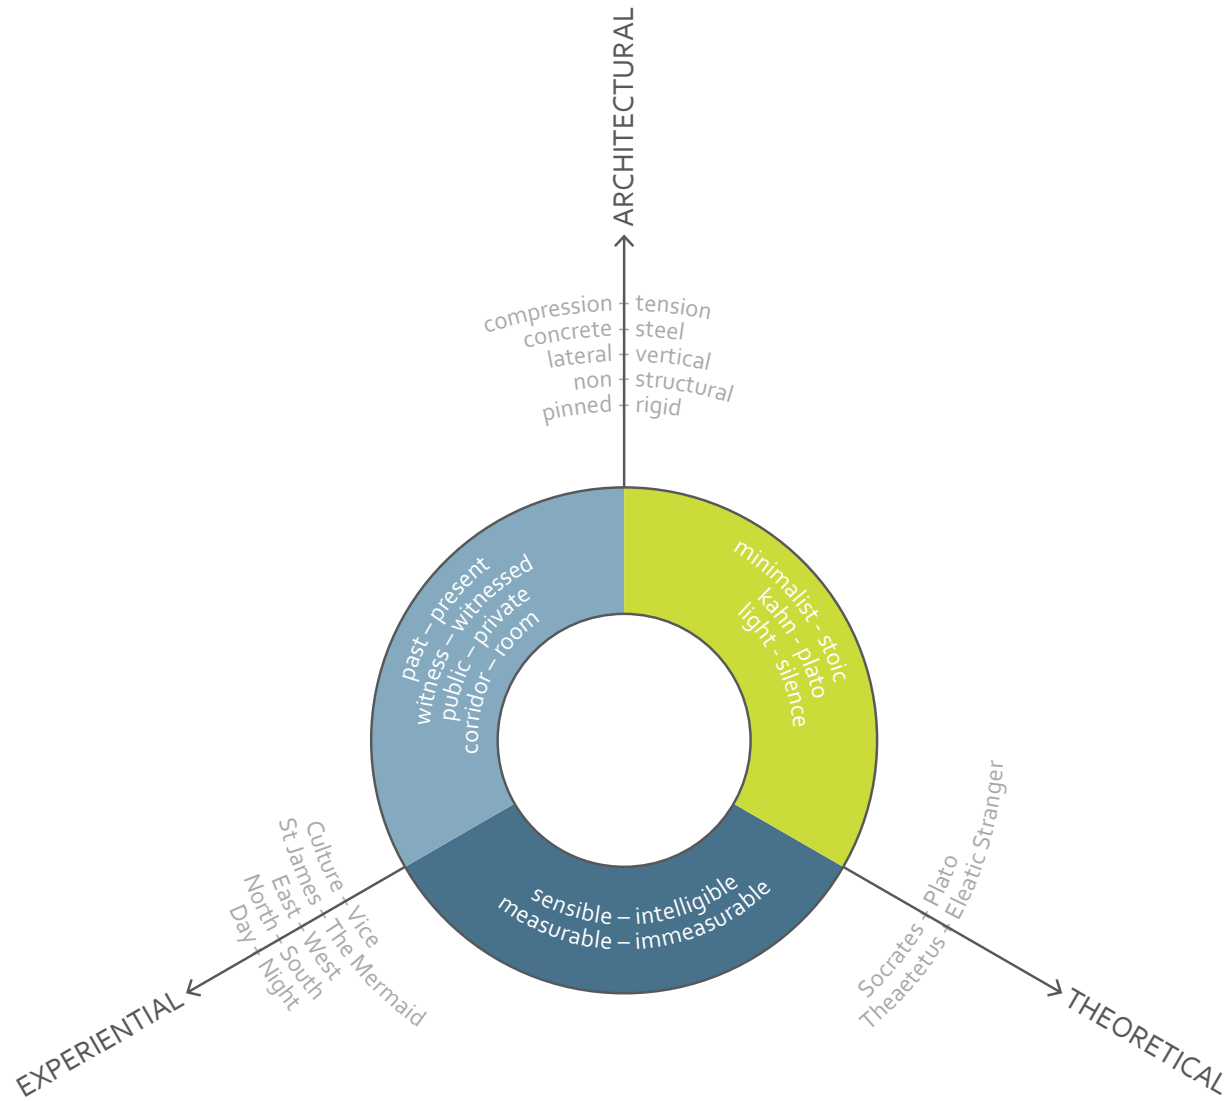 ARCHITECTURAL
compression – tension
concrete – steel
lateral – vertical
non – structural
pinned – rigid
past – present
witness – witnessed
public – private
corridor – room
minimalist - stoic
kahn - plato
light - silence
sensible – intelligible
measurable – immeasurable
Culture – Vice
St James – The Mermaid
East – West
North – South
Day – Night
EXPERIENTIAL
Socrates – Plato
Theaetetus – Eleatic Stranger
THEORETICAL